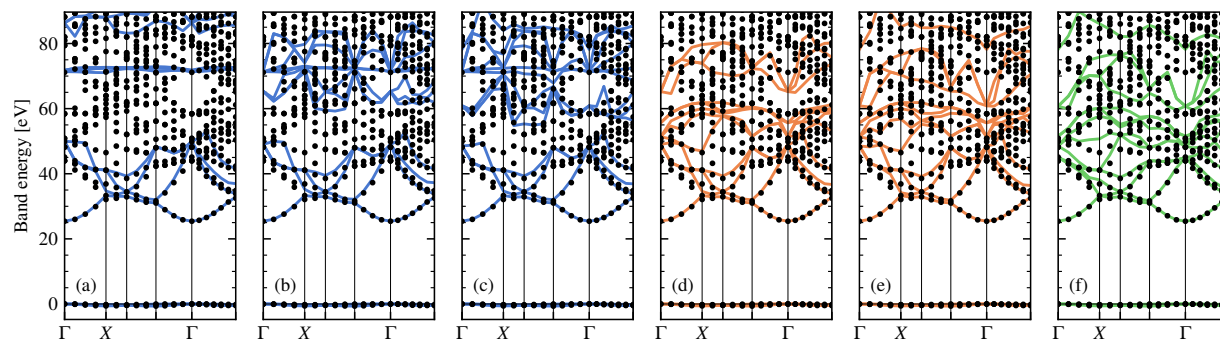 80
60
40
20
0
Band energy [eV]
(a)
(b)
(c)
(d)
(e)
(f)
Γ X Γ
Γ X Γ
Γ X Γ
Γ X Γ
Γ X Γ
Γ X Γ